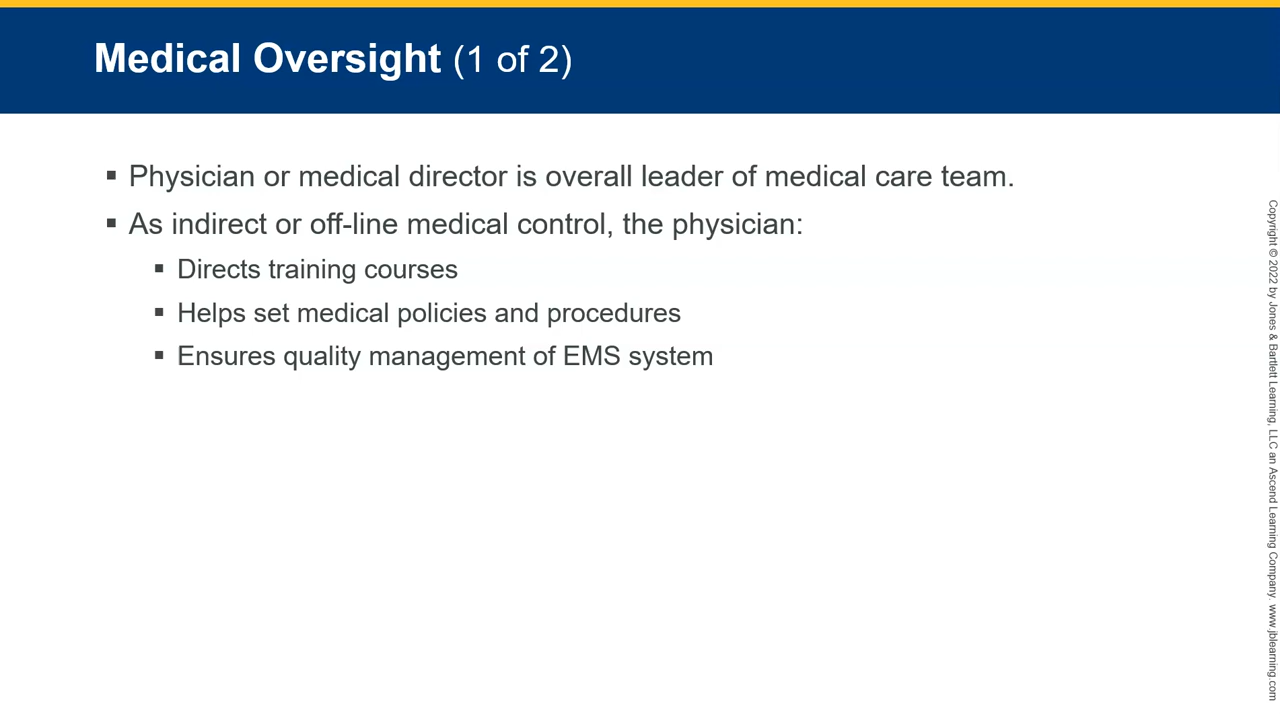 Medical Oversight (1 of 2)
▪ Physician or medical director is overall leader of medical care team.
▪ As indirect or off-line medical control, the physician:
▪ Directs training courses
▪ Helps set medical policies and procedures
▪ Ensures quality management of EMS system
Copyright © 2022 by Jones & Bartlett Learning, LLC an Ascend Learning Company. www.jblearning.com